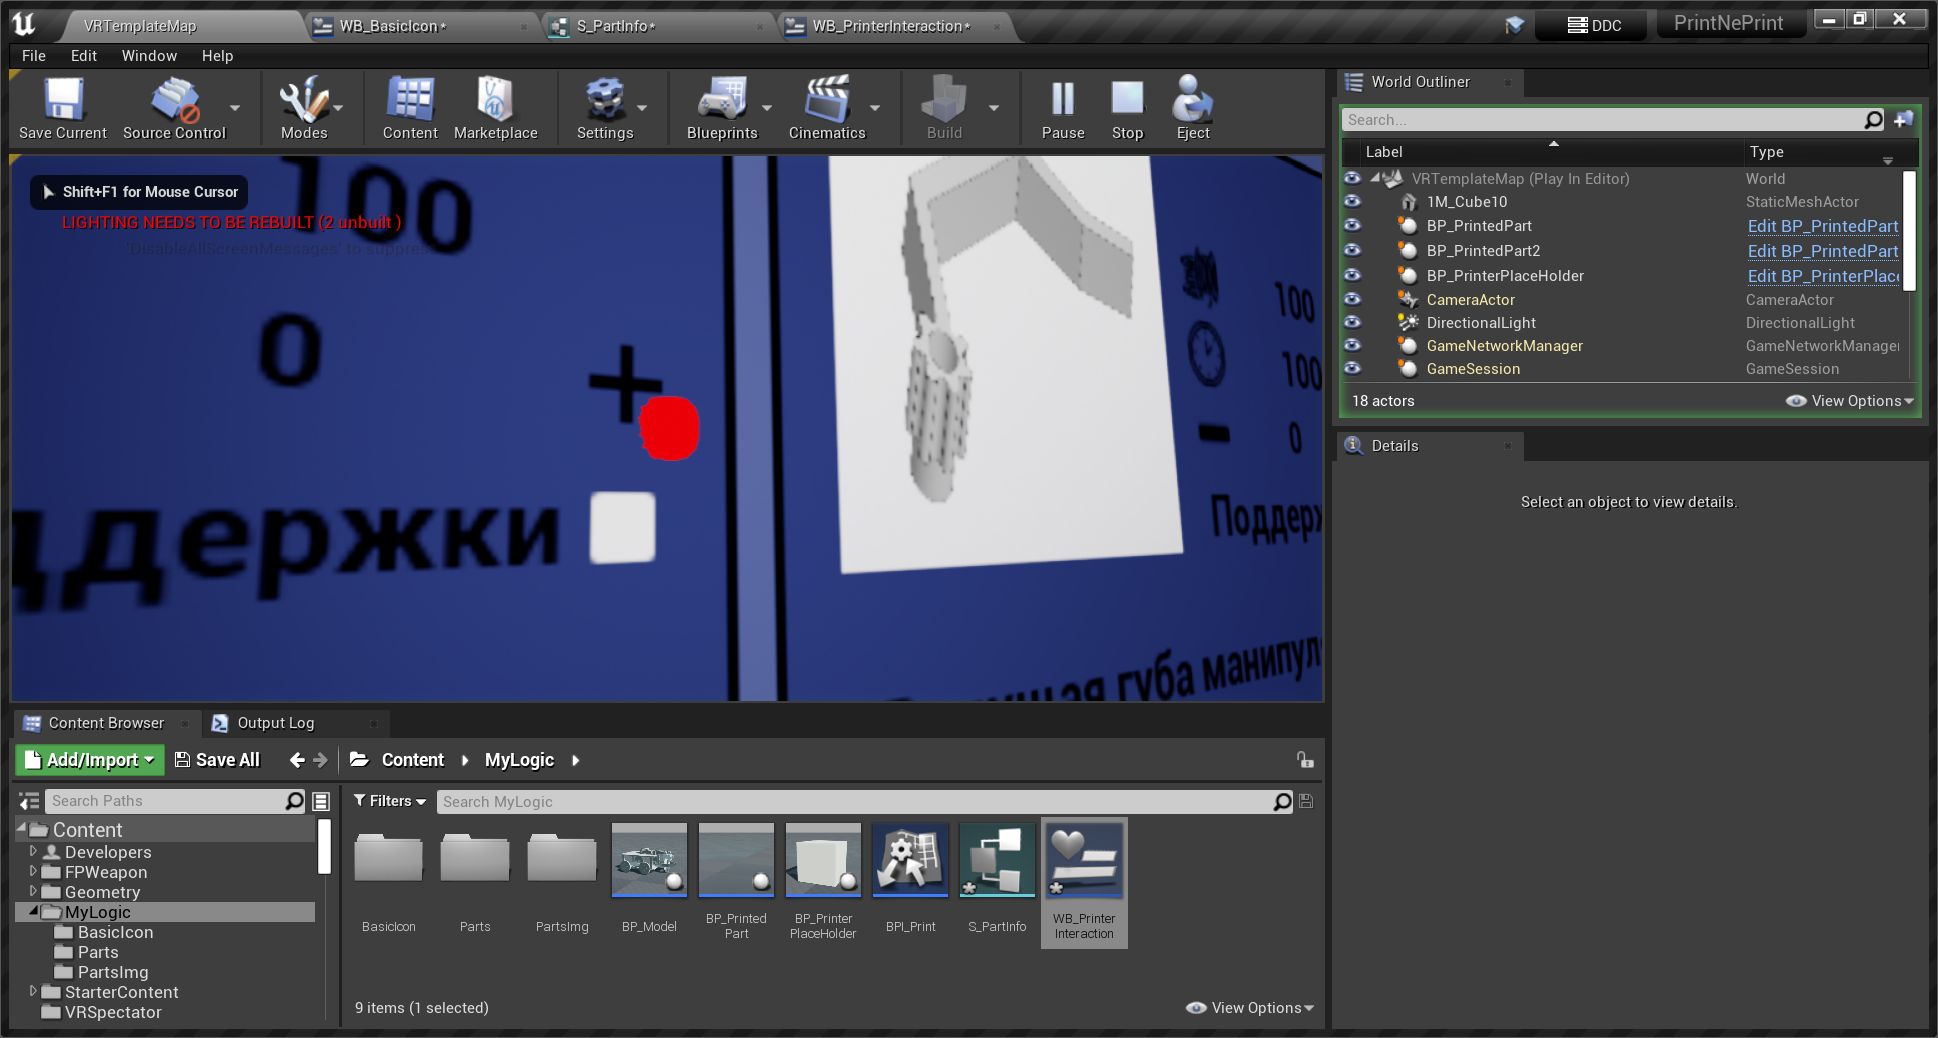 VRTemplateMap
WB_BasicIcon*
S_PartInfo*
WB_PrinterInteraction*
DDC
PrintNePrint
File Edit Window Help
Save Current
Source Control
Modes
Content
Marketplace
Settings
Blueprints
Cinematics
Build
Pause
Stop
Eject
Shift+F1 for Mouse Cursor
LIGHTING NEEDS TO BE REBUILT (2 unbuilt )
'DisableAllScreenMessages' to suppress
100
0
+
ддержки
100
100
-
0
Поддерж
ная губа манипул
World Outliner
Search...
Label Type
VRTemplateMap (Play In Editor) World
1M_Cube10 StaticMeshActor
BP_PrintedPart Edit BP_PrintedPart
BP_PrintedPart2 Edit BP_PrintedPart
BP_PrinterPlaceHolder Edit BP_PrinterPlace
CameraActor CameraActor
DirectionalLight DirectionalLight
GameNetworkManager GameNetworkManager
GameSession GameSession
18 actors
View Options
Details
Select an object to view details.
Content Browser
Output Log
Add/Import
Save All
Content
MyLogic
Search Paths
Content
Developers
FPWeapon
Geometry
MyLogic
BasicIcon
Parts
PartsImg
StarterContent
VRSpectator
Filters
Search MyLogic
BasicIcon
Parts
PartsImg
BP_Model
BP_Printed
Part
BP_Printer
PlaceHolder
BPI_Print
S_PartInfo
WB_Printer
Interaction
9 items (1 selected)
View Options